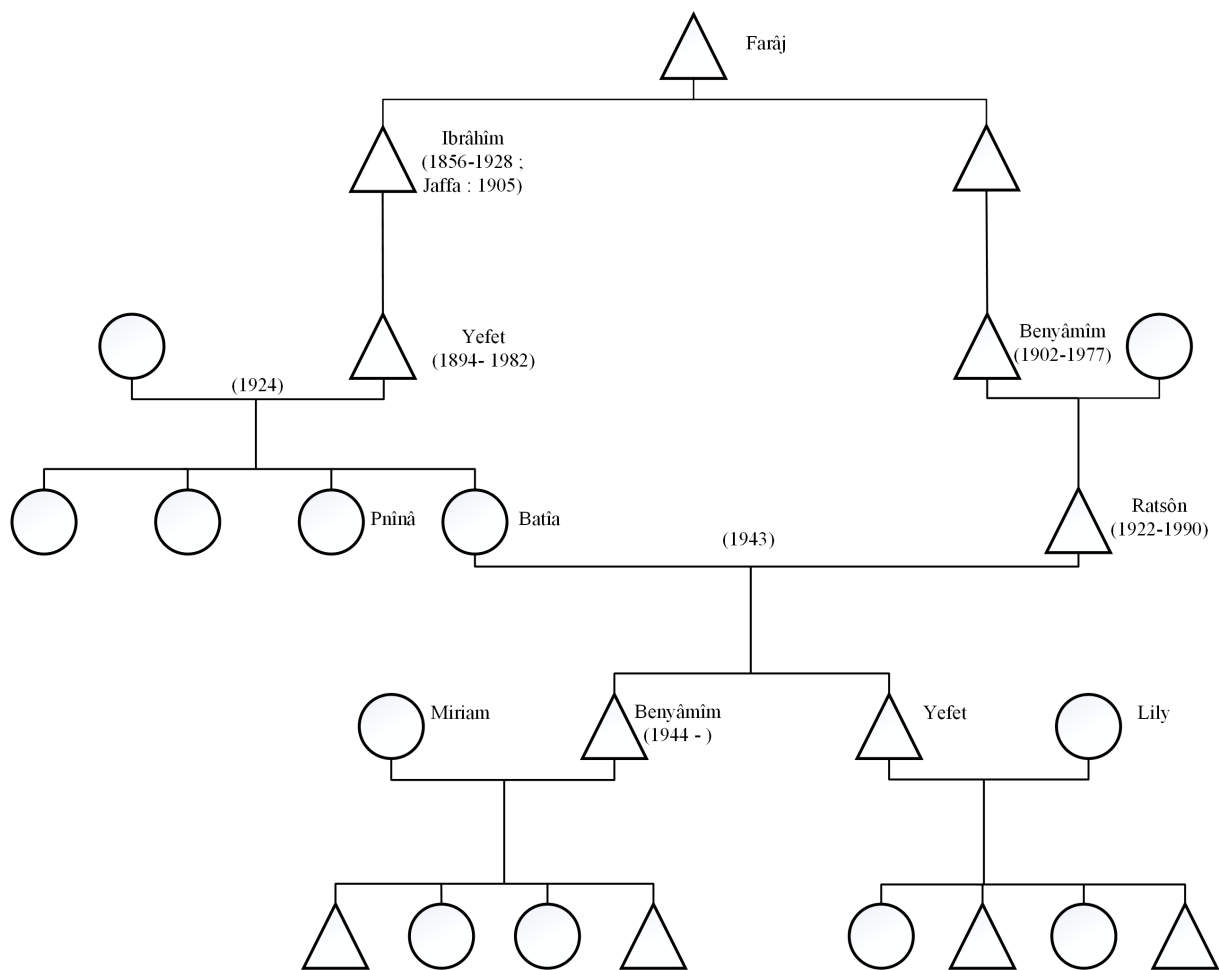 Farâj
Ibrâhîm
(1856-1928 ;
Jaffa : 1905)
Yefet
(1894- 1982)
Benyâmîm
(1902-1977)
(1924)
Pnînâ
Batîa
Ratsôn
(1922-1990)
(1943)
Miriam
Benyâmîm
(1944 - )
Yefet
Lily